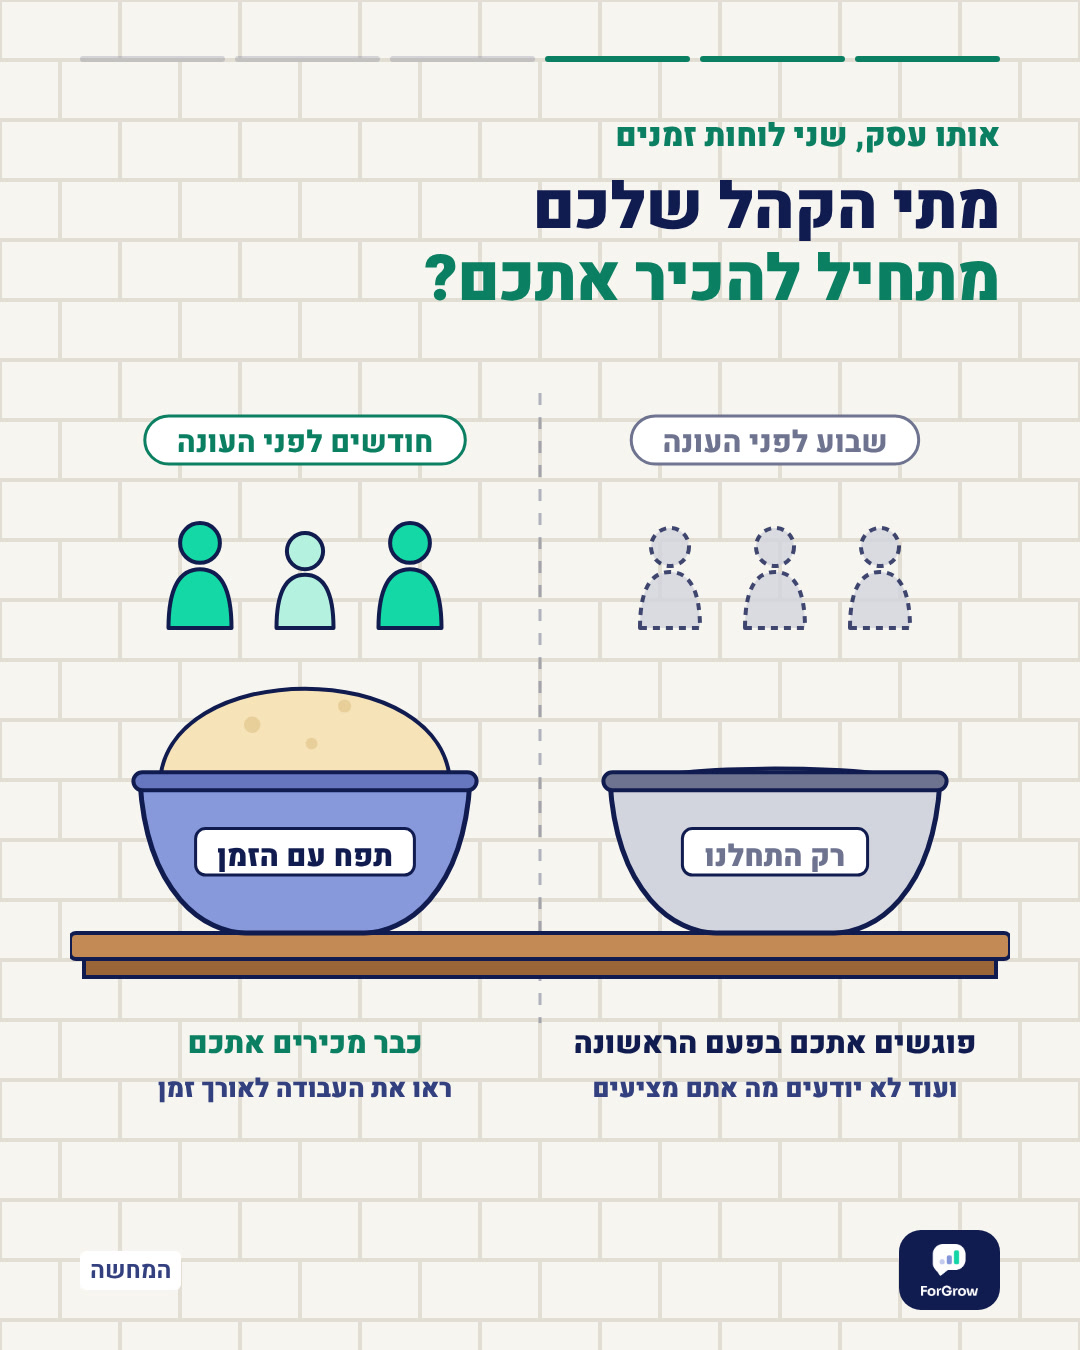 אותו עסק, שני לוחות זמנים
מתי הקהל שלכם
מתחיל להכיר אתכם?
שבוע לפני העונה
חודשים לפני העונה
רק התחלנו
תפח עם הזמן
פוגשים אתכם בפעם הראשונה
ועוד לא יודעים מה אתם מציעים
כבר מכירים אתכם
ראו את העבודה לאורך זמן
ForGrow
המחשה